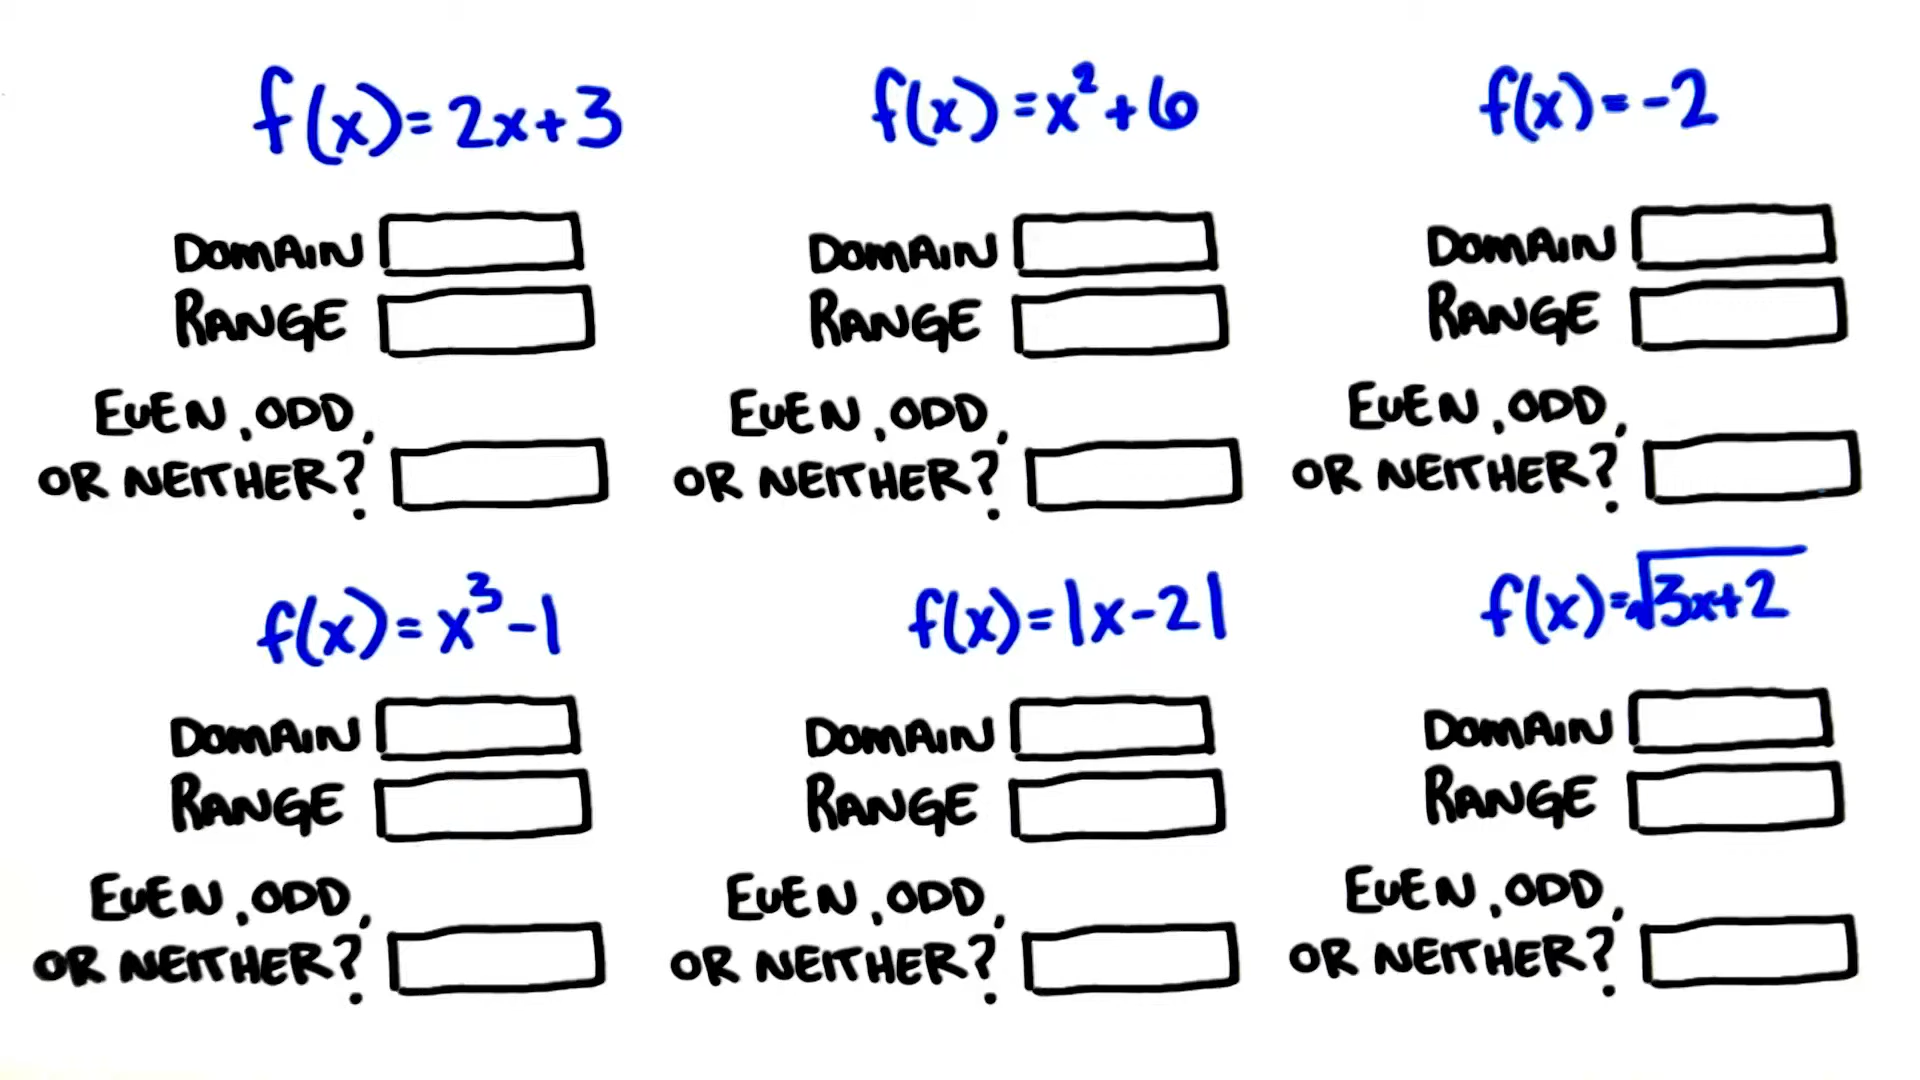 f(x)=2x+3
DOMAIN
RANGE
EVEN, ODD,
OR NEITHER?
f(x)=x²+6
DOMAIN
RANGE
EVEN, ODD,
OR NEITHER?
f(x)=-2
DOMAIN
RANGE
EVEN, ODD,
OR NEITHER?
f(x)=x³-1
DOMAIN
RANGE
EVEN, ODD,
OR NEITHER?
f(x)=|x-2|
DOMAIN
RANGE
EVEN, ODD,
OR NEITHER?
f(x)=√(3x+2)
DOMAIN
RANGE
EVEN, ODD,
OR NEITHER?